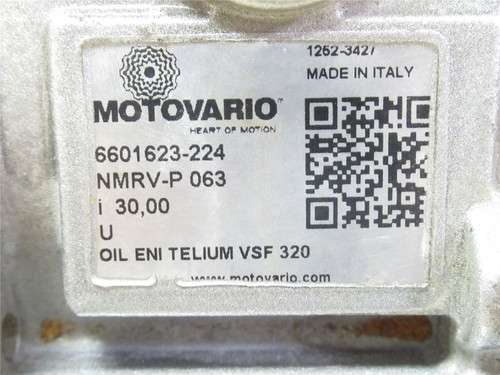 1252-3427
MADE IN ITALY
MOTOVARIO™
HEART OF MOTION
6601623-224
NMRV-P 063
i 30,00
U
OIL ENI TELIUM VSF 320
www.motovario.com